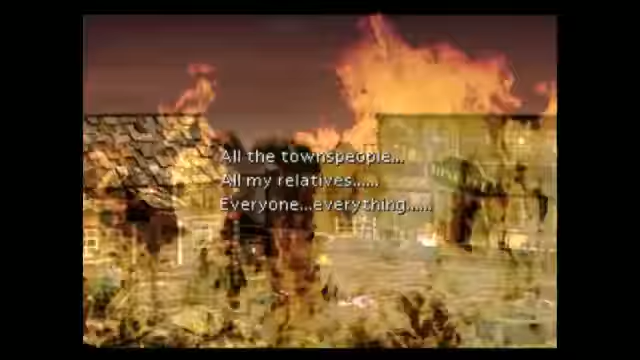 All the townspeople...
All my relatives......
Everyone...everything......